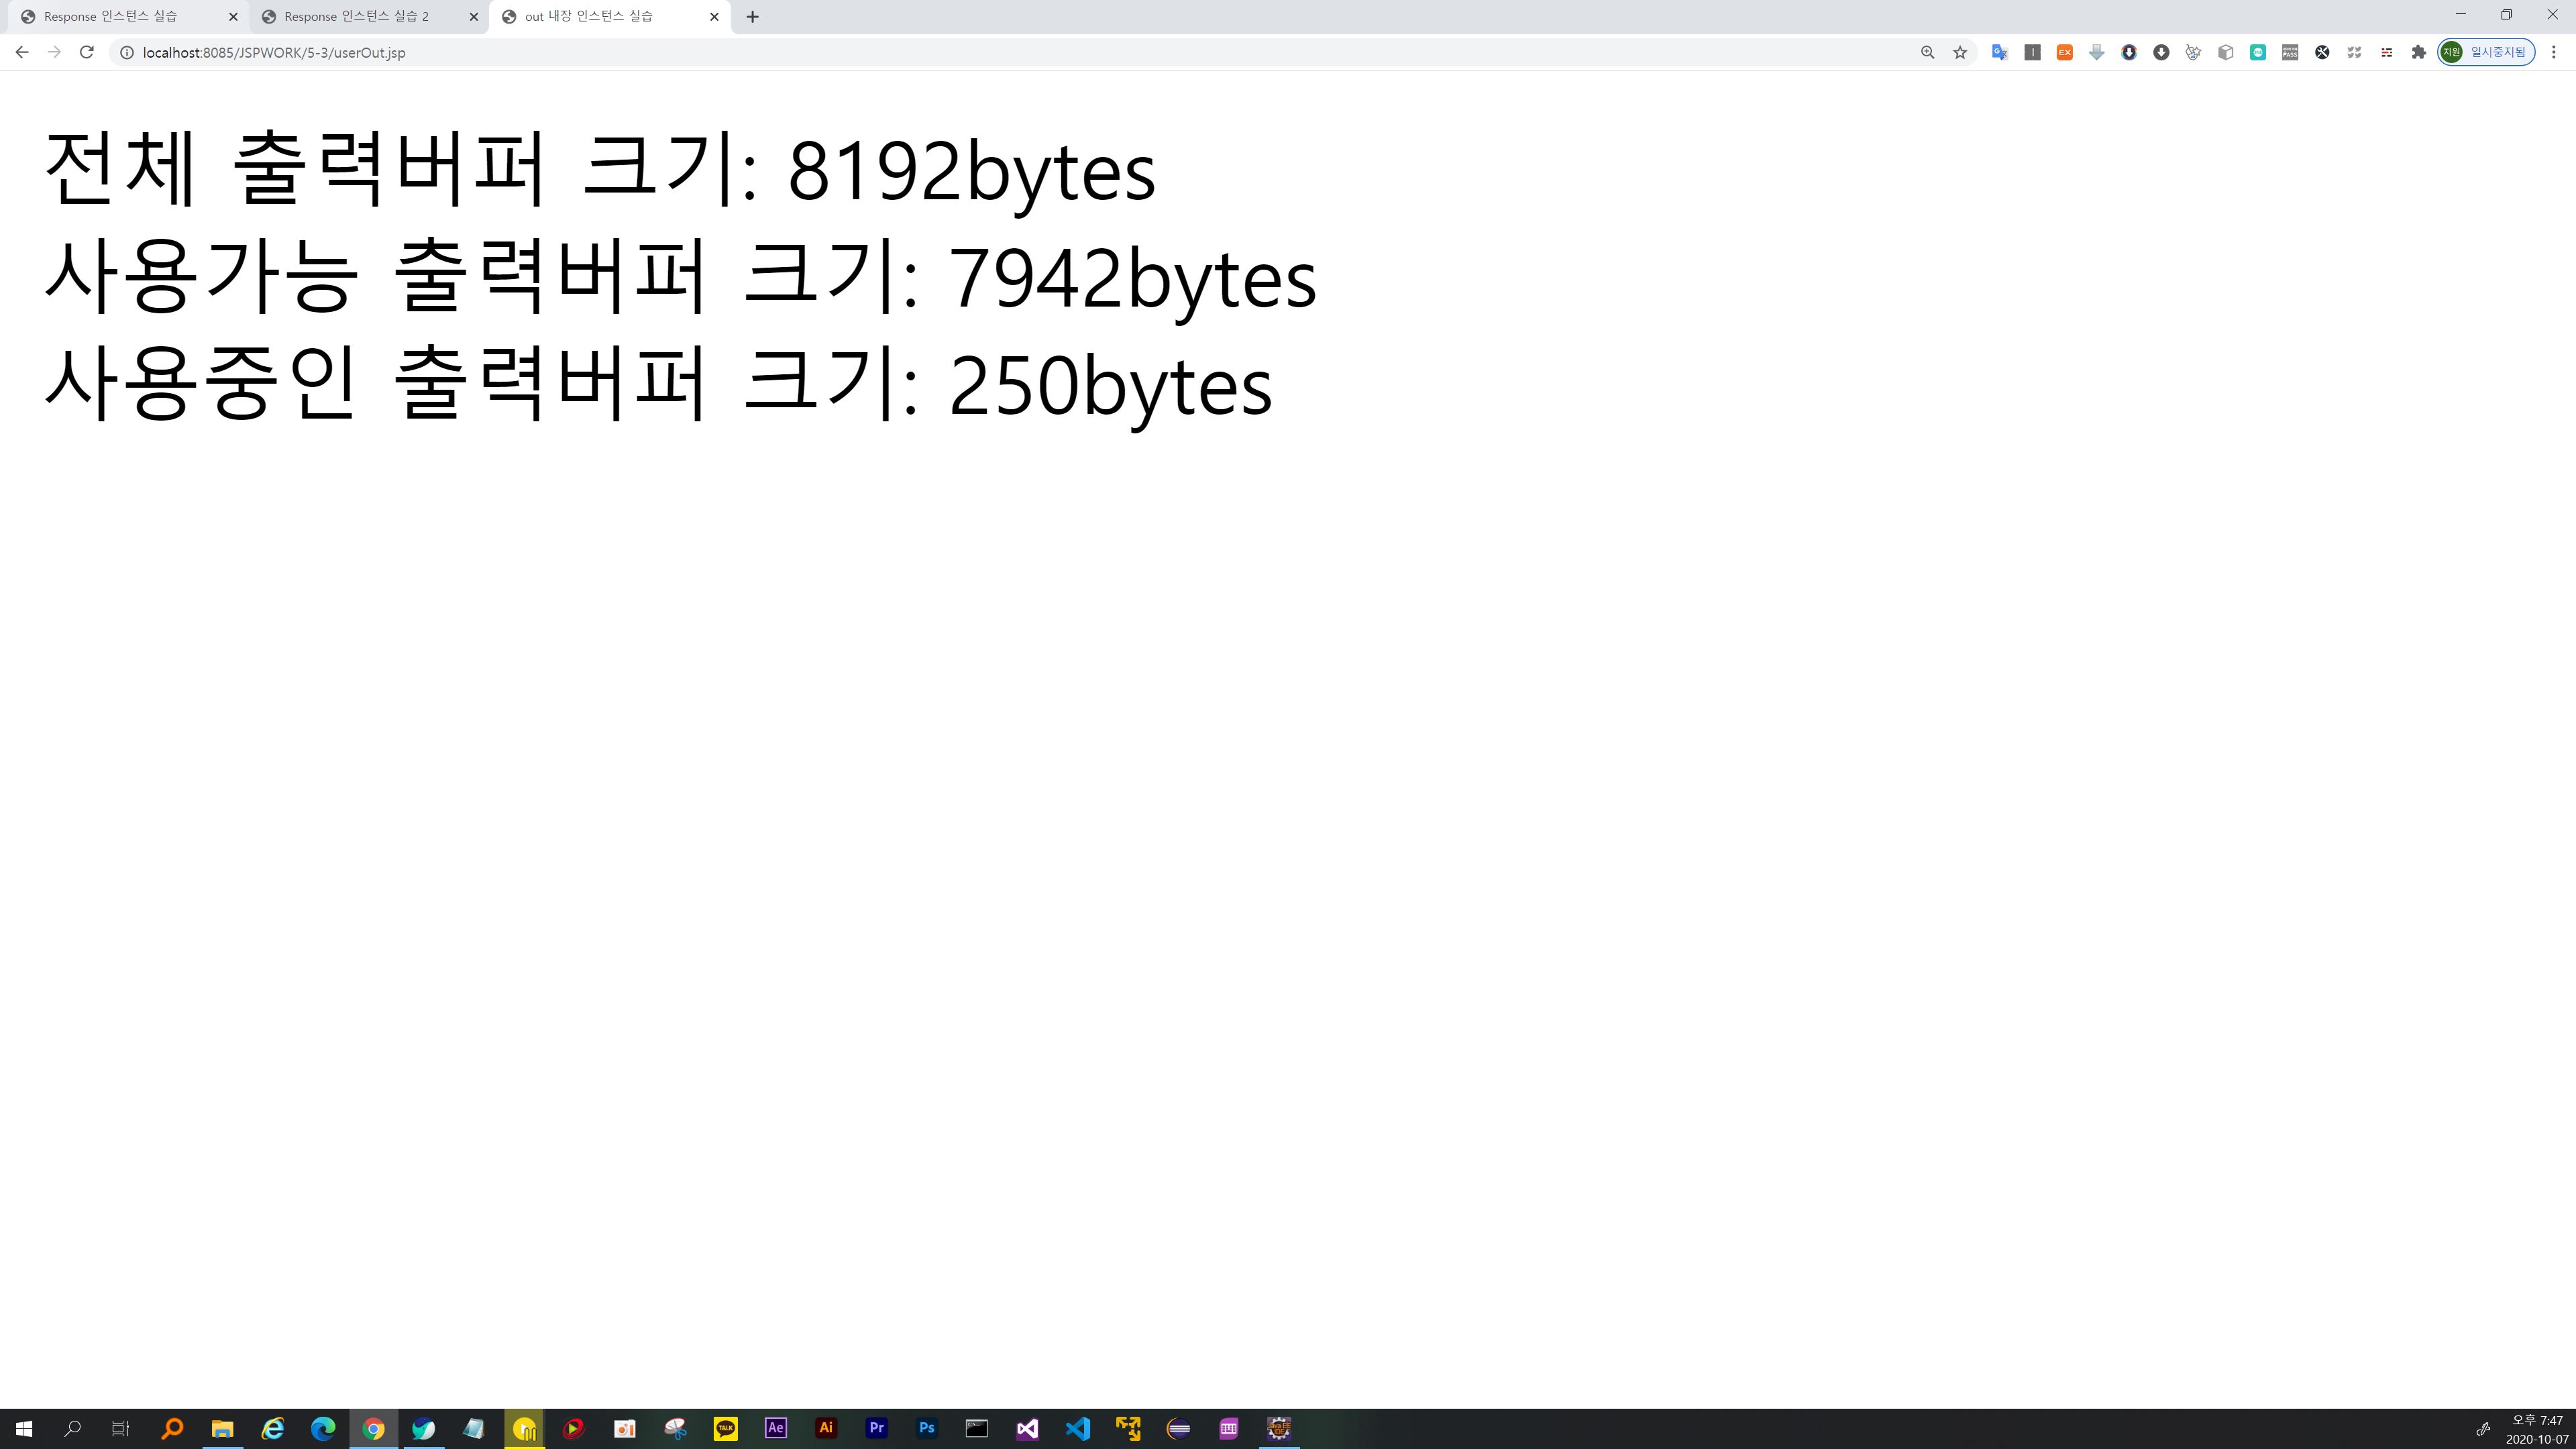 Response 인스턴스 실습
Response 인스턴스 실습 2
out 내장 인스턴스 실습
localhost:8085/JSPWORK/5-3/userOut.jsp
EX
지원
일시중지됨
전체 출력버퍼 크기: 8192bytes
사용가능 출력버퍼 크기: 7942bytes
사용중인 출력버퍼 크기: 250bytes
TALK
Ae
Ai
Pr
Ps
오후 7:47
2020-10-07